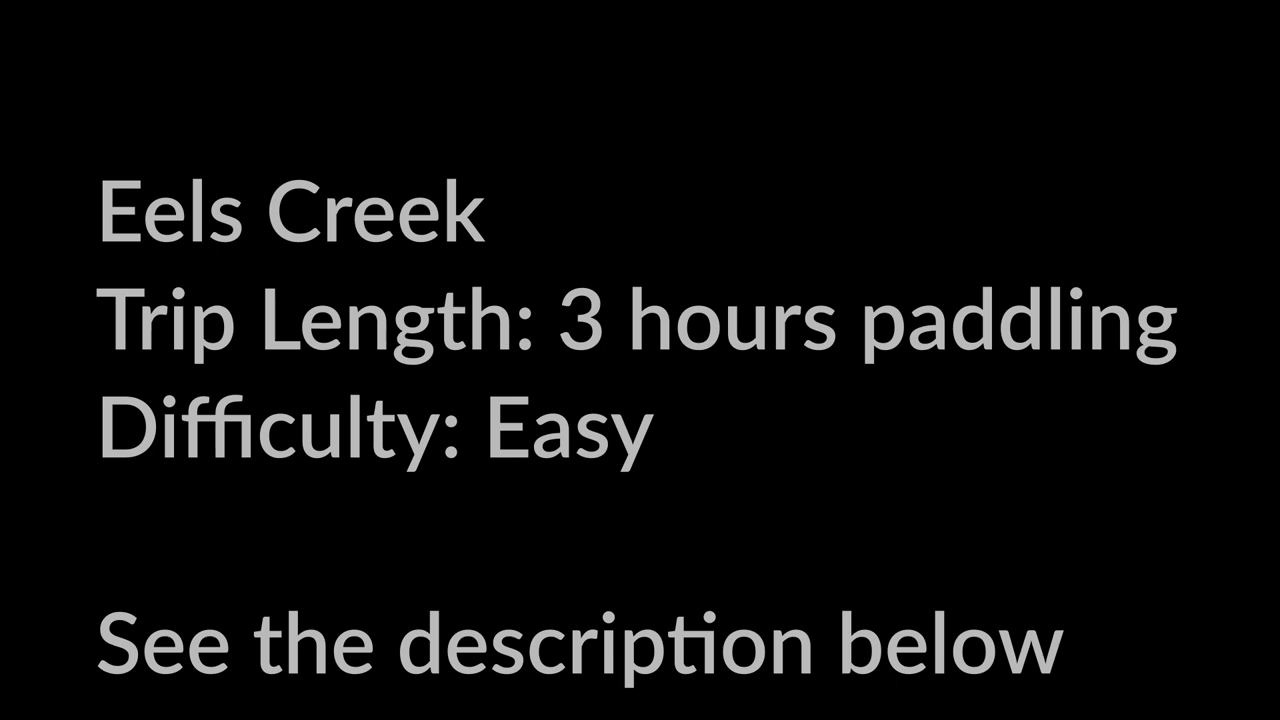 Eels Creek
Trip Length: 3 hours paddling
Difficulty: Easy
See the description below